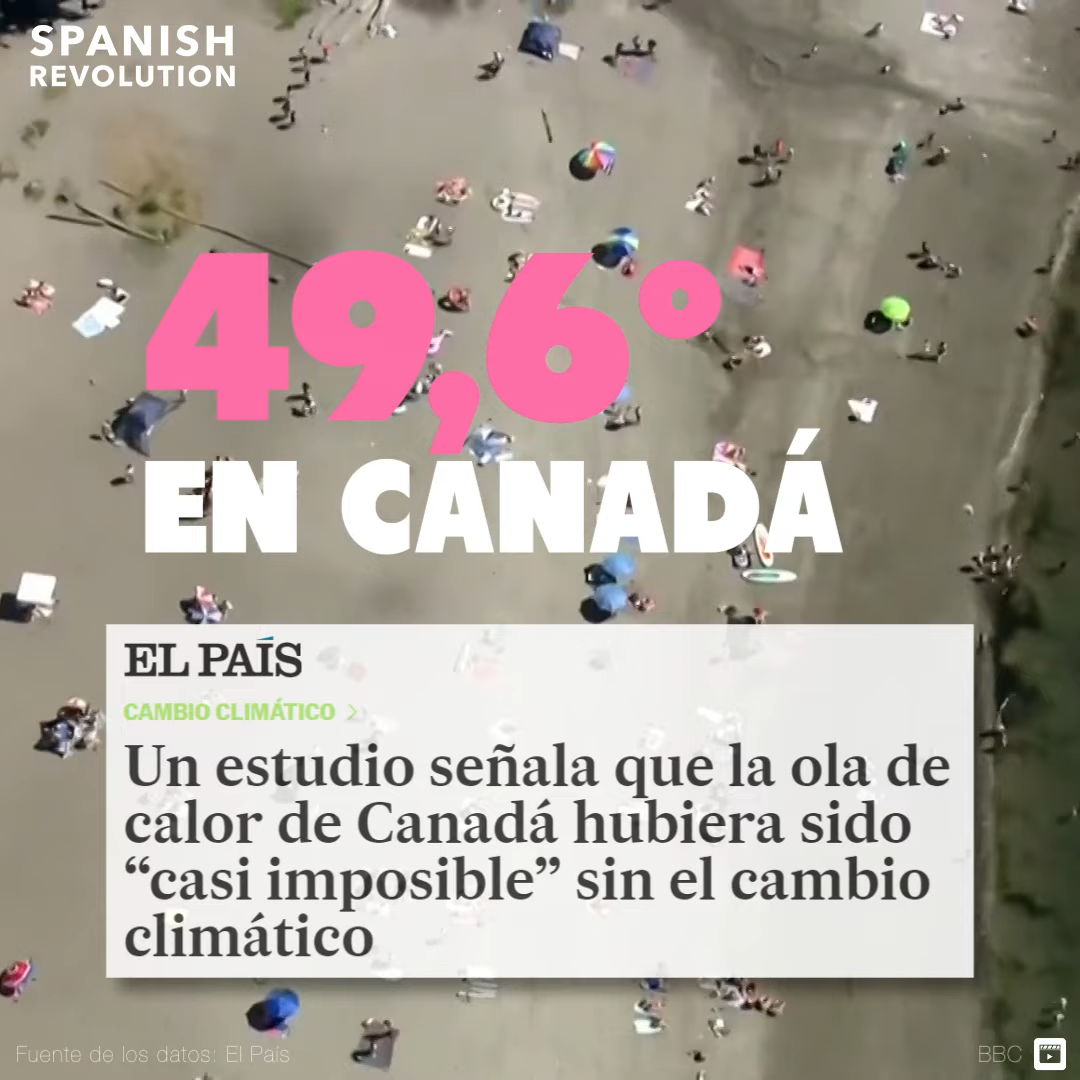 SPANISH
REVOLUTION
49,6º
EN CANADÁ
EL PAÍS
CAMBIO CLIMÁTICO >
Un estudio señala que la ola de
calor de Canadá hubiera sido
“casi imposible” sin el cambio
climático
Fuente de los datos: El País
BBC